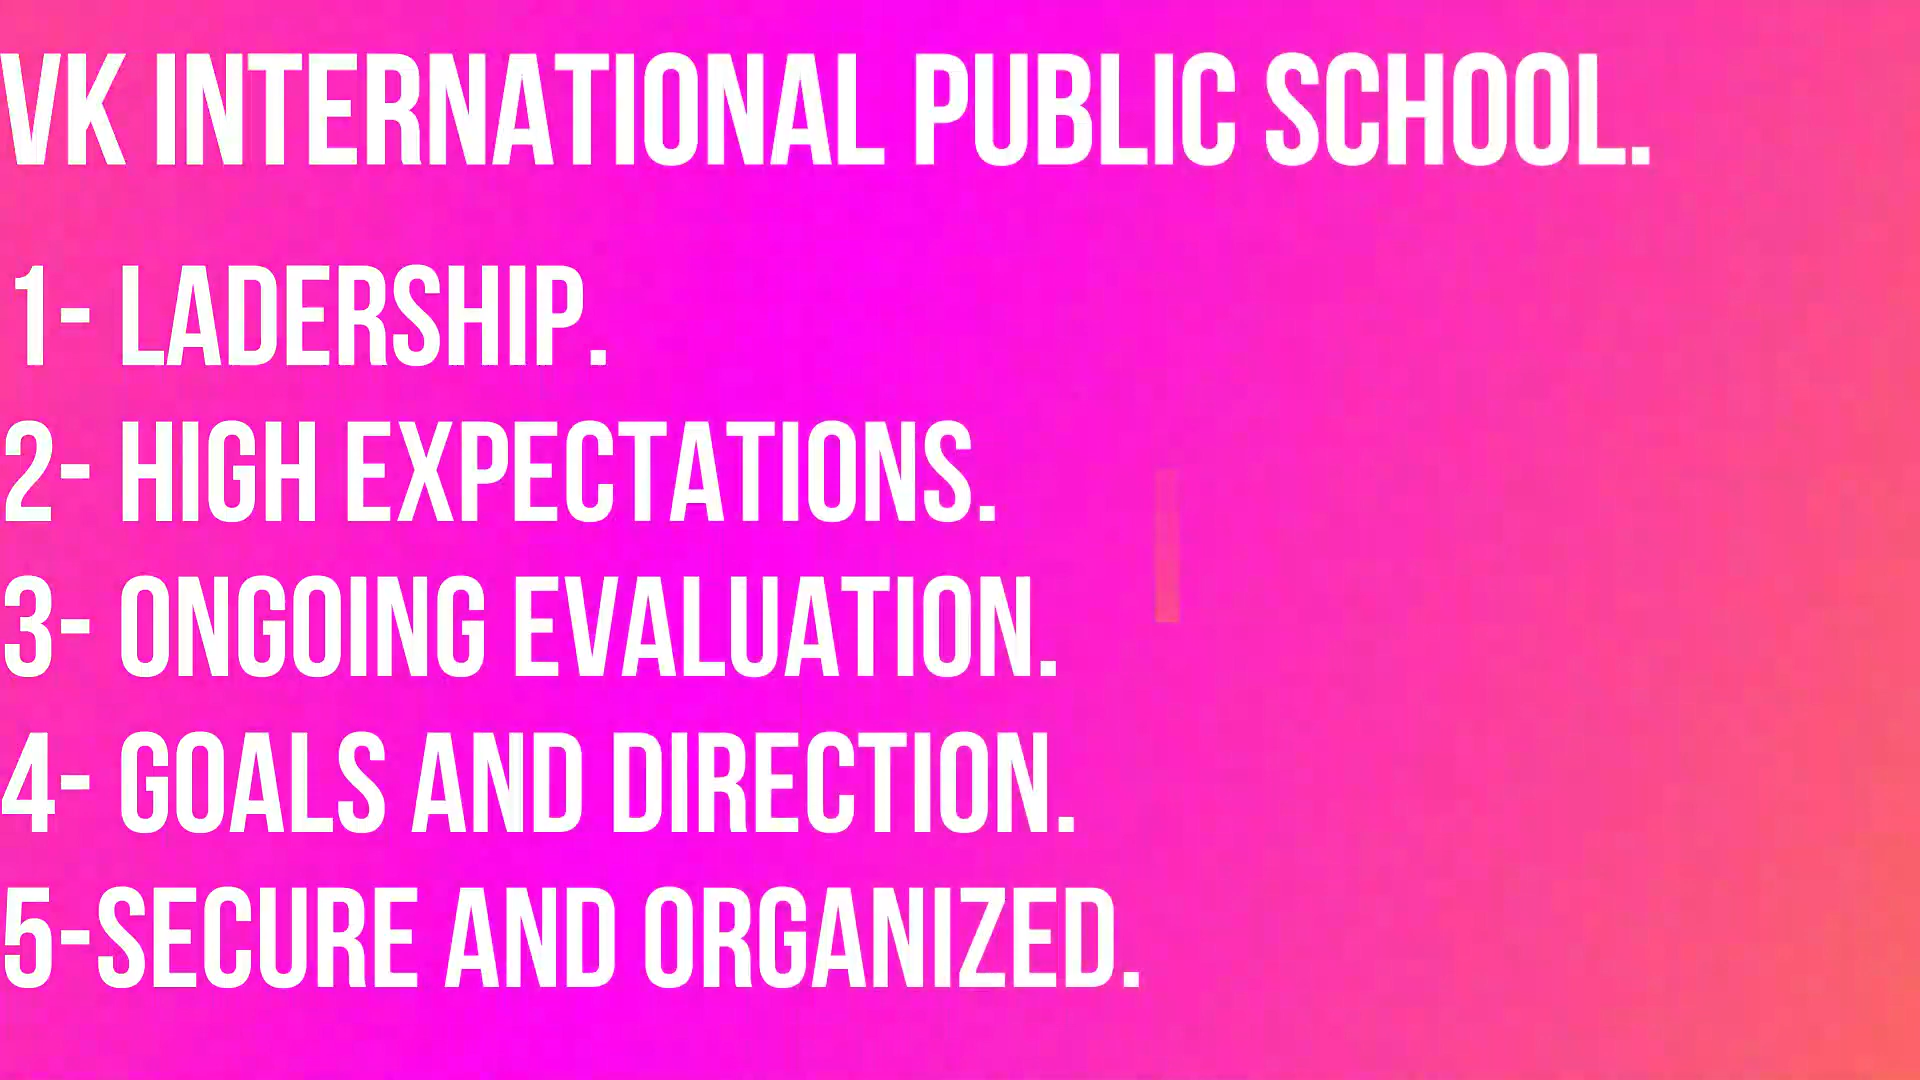 VK INTERNATIONAL PUBLIC SCHOOL.
1- LADERSHIP.
2- HIGH EXPECTATIONS.
3- ONGOING EVALUATION.
4- GOALS AND DIRECTION.
5-SECURE AND ORGANIZED.